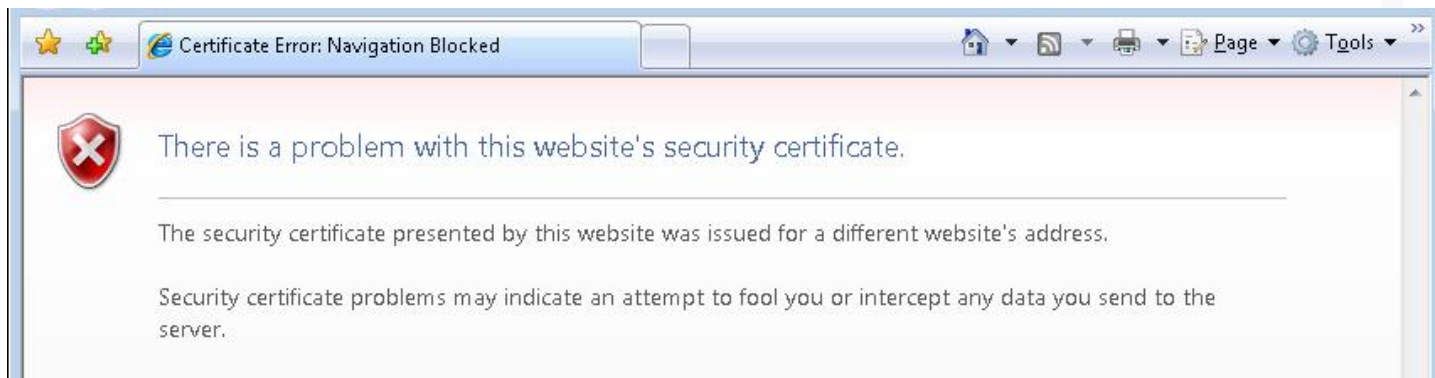 Certificate Error: Navigation Blocked
Page
Tools
There is a problem with this website's security certificate.
The security certificate presented by this website was issued for a different website's address.
Security certificate problems may indicate an attempt to fool you or intercept any data you send to the
server.